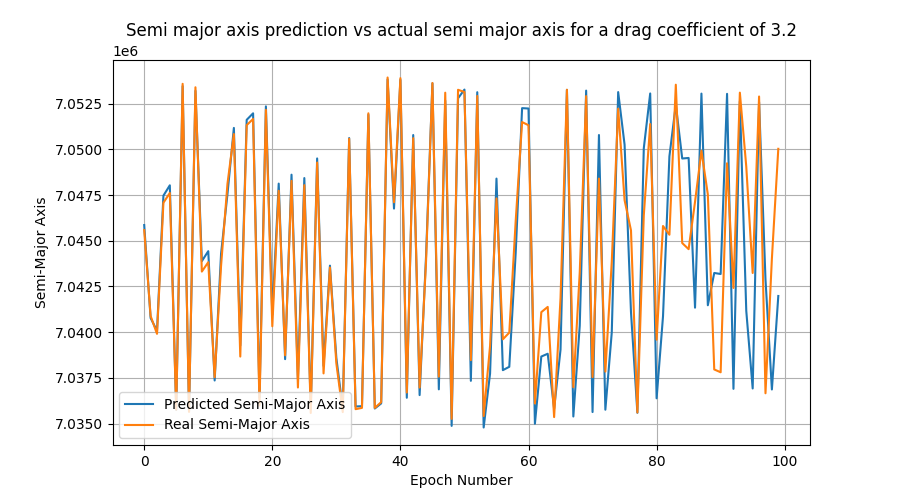 Semi major axis prediction vs actual semi major axis for a drag coefficient of 3.2
1e6
7.0525
7.0500
7.0475
7.0450
7.0425
7.0400
7.0375
7.0350
Semi-Major Axis
Predicted Semi-Major Axis
Real Semi-Major Axis
0 20 40 60 80 100
Epoch Number